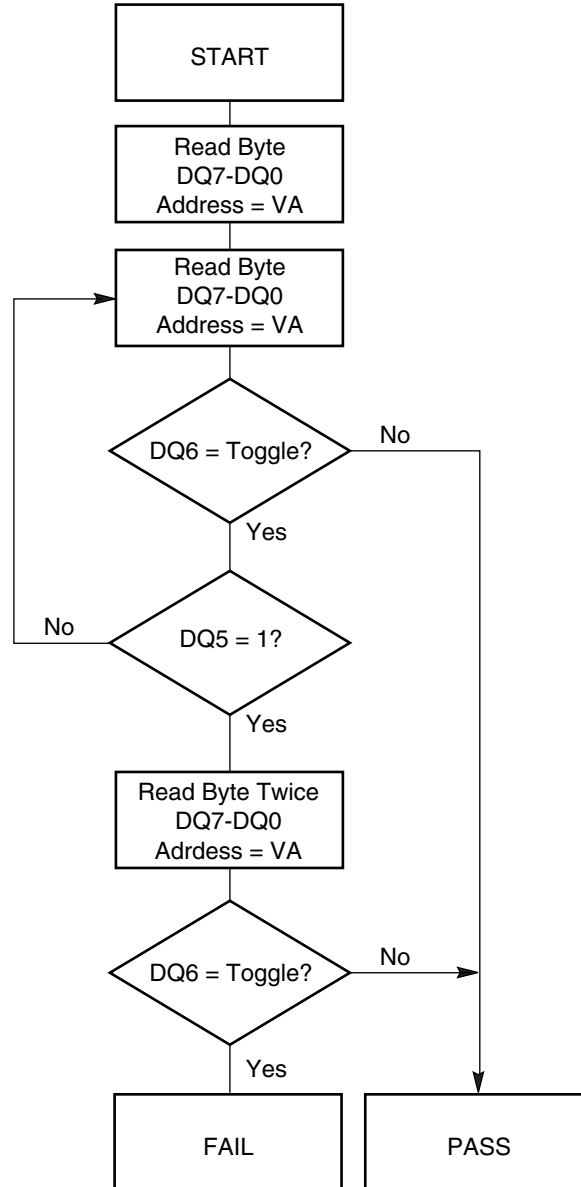 START
Read Byte
DQ7-DQ0
Address = VA
Read Byte
DQ7-DQ0
Address = VA
DQ6 = Toggle?
No
Yes
No
DQ5 = 1?
Yes
Read Byte Twice
DQ7-DQ0
Adrdess = VA
DQ6 = Toggle?
No
Yes
FAIL
PASS